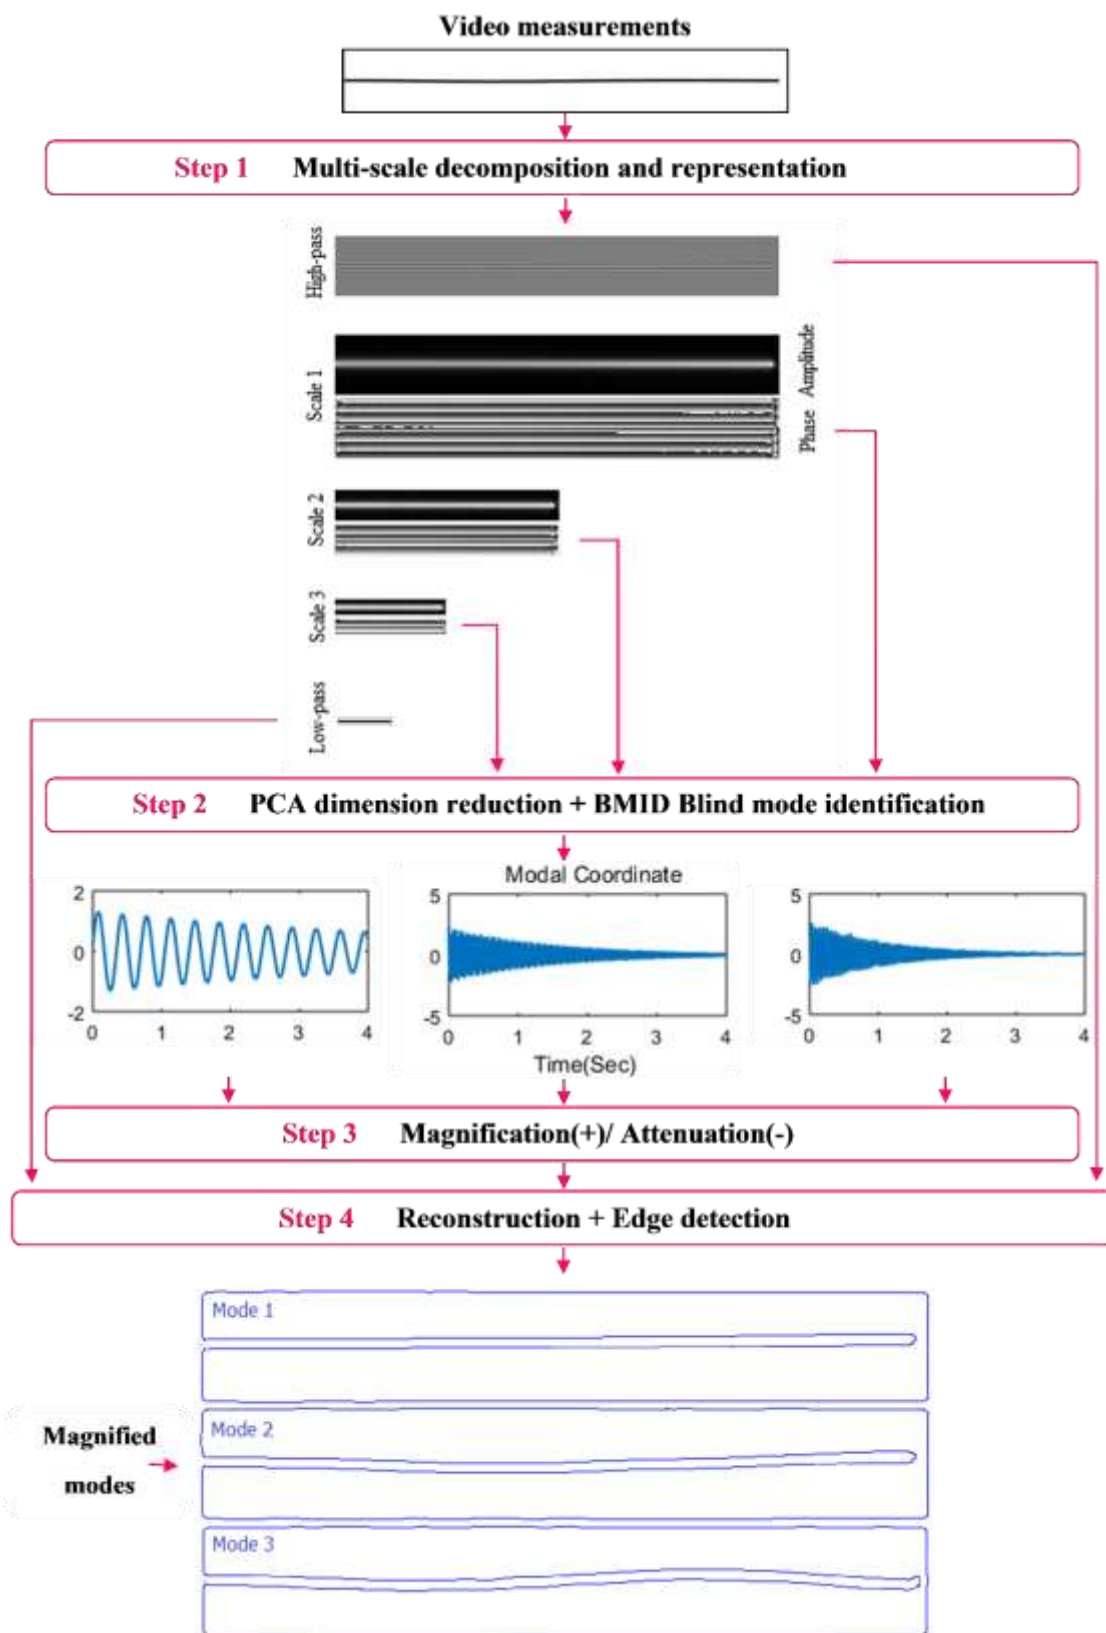 Video measurements
Step 1 Multi-scale decomposition and representation
High-pass
Scale 1
Amplitude
Phase
Scale 2
Scale 3
Low-pass
Step 2 PCA dimension reduction + BMID Blind mode identification
Modal Coordinate
2
0
-2
0 1 2 3 4
5
0
-5
0 1 2 3 4
Time(Sec)
5
0
-5
0 1 2 3 4
Step 3 Magnification(+)/ Attenuation(-)
Step 4 Reconstruction + Edge detection
Mode 1
Magnified
modes
Mode 2
Mode 3